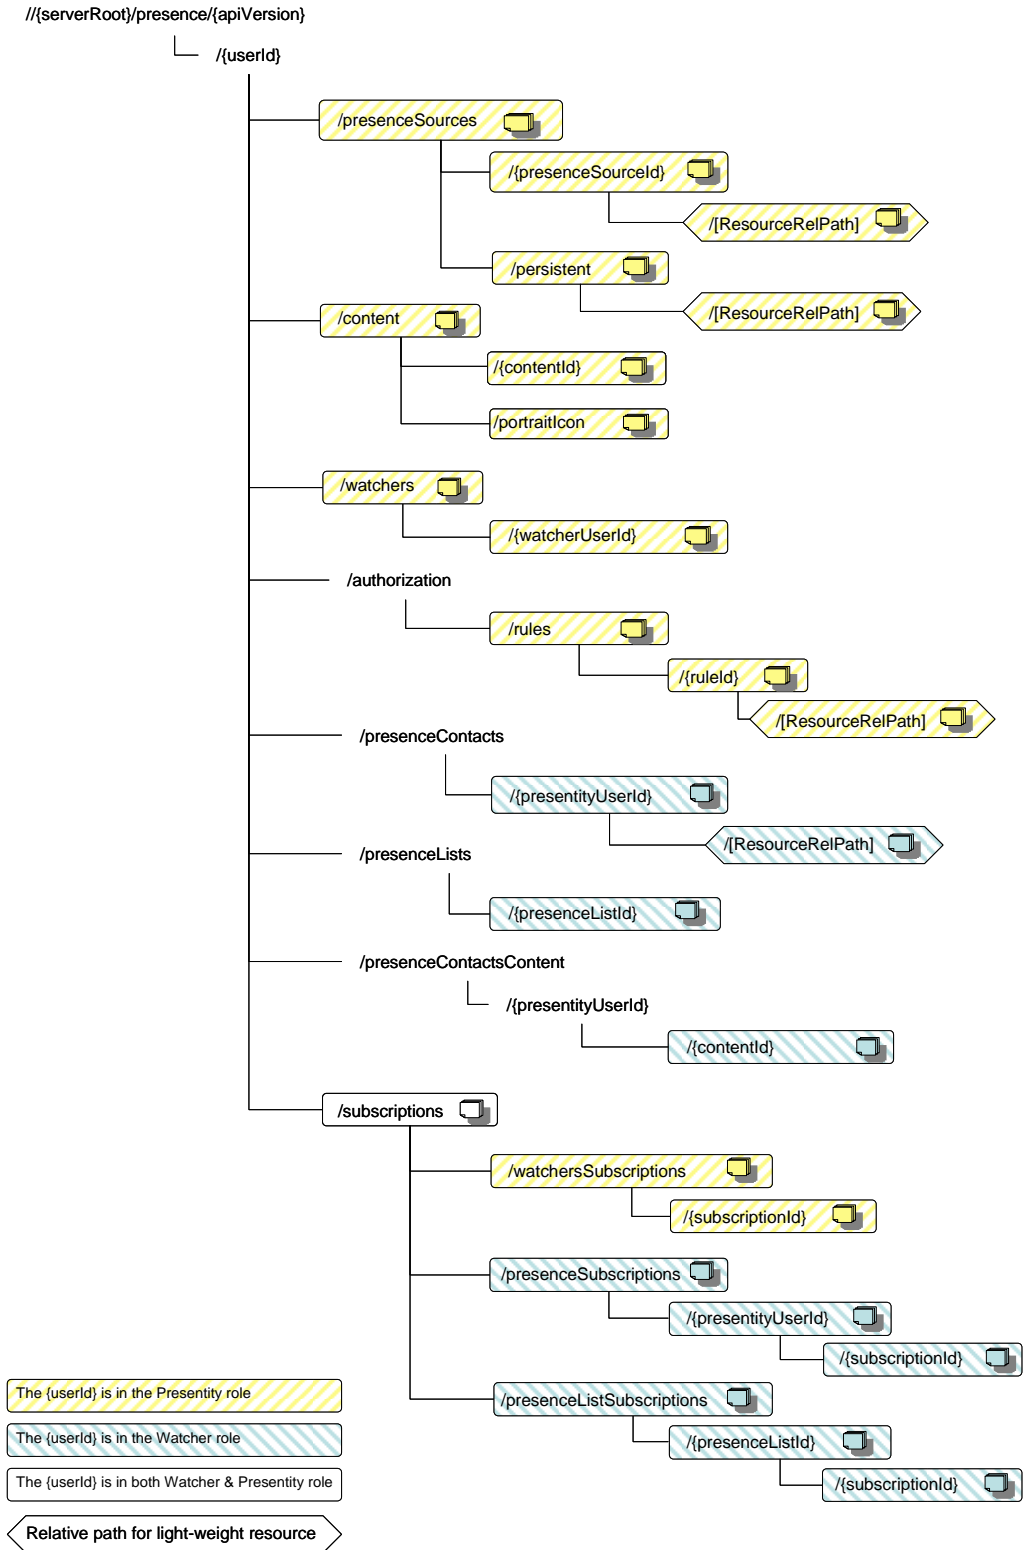 //{serverRoot}/presence/{apiVersion}
/{userId}
/presenceSources
/{presenceSourceId}
/[ResourceRelPath]
/persistent
/[ResourceRelPath]
/content
/{contentId}
/portraitIcon
/watchers
/{watcherUserId}
/authorization
/rules
/{ruleId}
/[ResourceRelPath]
/presenceContacts
/{presentityUserId}
/[ResourceRelPath]
/presenceLists
/{presenceListId}
/presenceContactsContent
/{presentityUserId}
/{contentId}
/subscriptions
/watchersSubscriptions
/{subscriptionId}
/presenceSubscriptions
/{presentityUserId}
/{subscriptionId}
/presenceListSubscriptions
/{presenceListId}
/{subscriptionId}
The {userId} is in the Presentity role
The {userId} is in the Watcher role
The {userId} is in both Watcher & Presentity role
Relative path for light-weight resource